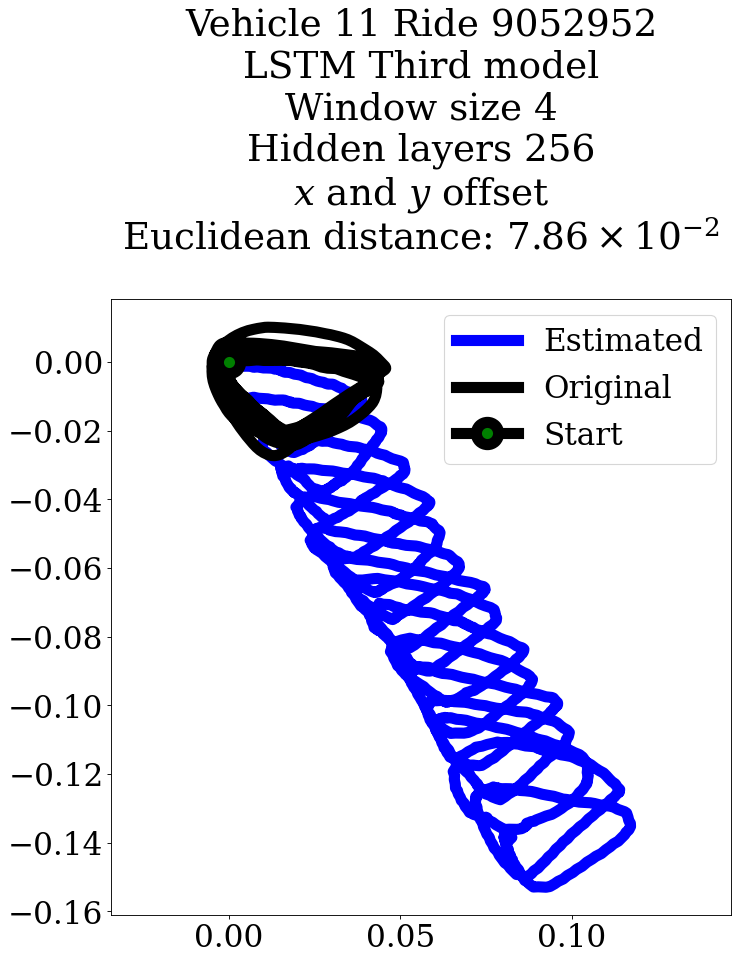 Vehicle 11 Ride 9052952
LSTM Third model
Window size 4
Hidden layers 256
x and y offset
Euclidean distance: 7.86 × 10⁻²
Estimated
Original
Start
0.00
−0.02
−0.04
−0.06
−0.08
−0.10
−0.12
−0.14
−0.16
0.00 0.05 0.10